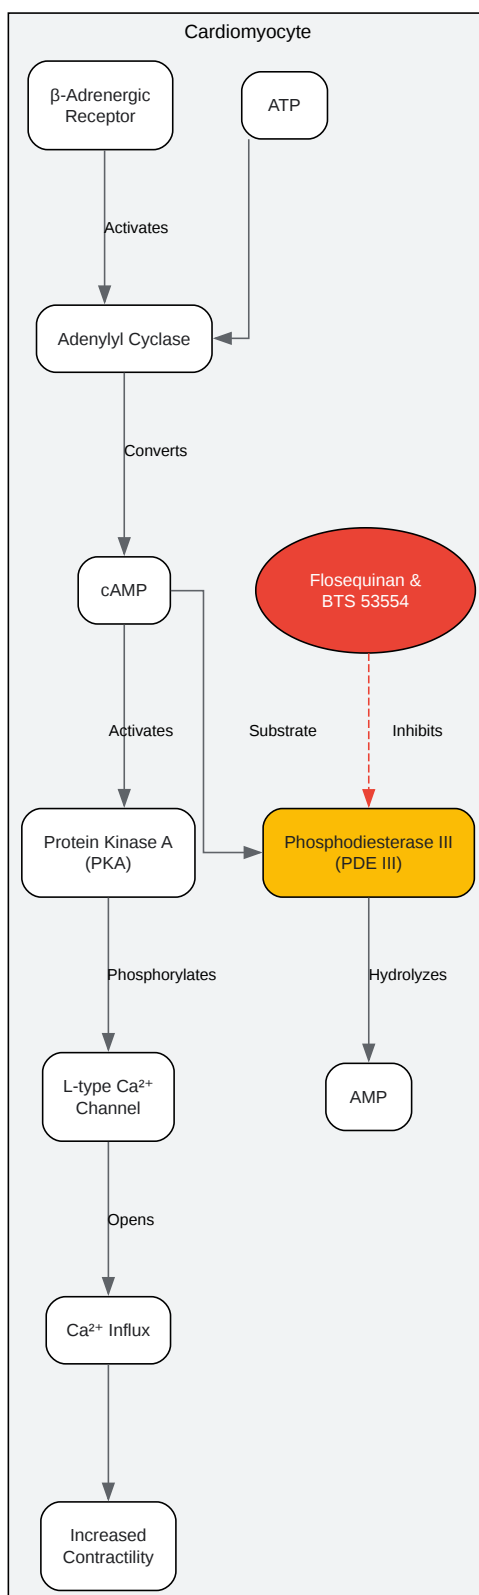 Cardiomyocyte
β-Adrenergic
Receptor
ATP
Activates
Adenylyl Cyclase
Converts
cAMP
Flosequinan &
BTS 53554
Activates
Substrate
Inhibits
Protein Kinase A
(PKA)
Phosphodiesterase III
(PDE III)
Phosphorylates
Hydrolyzes
L-type Ca²⁺
Channel
AMP
Opens
Ca²⁺ Influx
Increased
Contractility